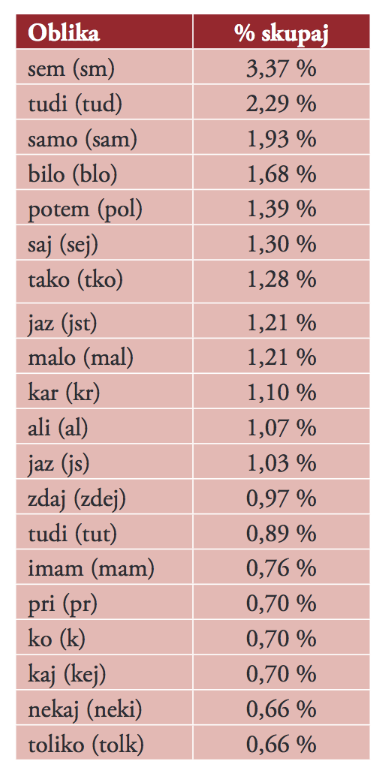 Oblika % skupaj
sem (sm) 3,37 %
tudi (tud) 2,29 %
samo (sam) 1,93 %
bilo (blo) 1,68 %
potem (pol) 1,39 %
saj (sej) 1,30 %
tako (tko) 1,28 %
jaz (jst) 1,21 %
malo (mal) 1,21 %
kar (kr) 1,10 %
ali (al) 1,07 %
jaz (js) 1,03 %
zdaj (zdej) 0,97 %
tudi (tut) 0,89 %
imam (mam) 0,76 %
pri (pr) 0,70 %
ko (k) 0,70 %
kaj (kej) 0,70 %
nekaj (neki) 0,66 %
toliko (tolk) 0,66 %